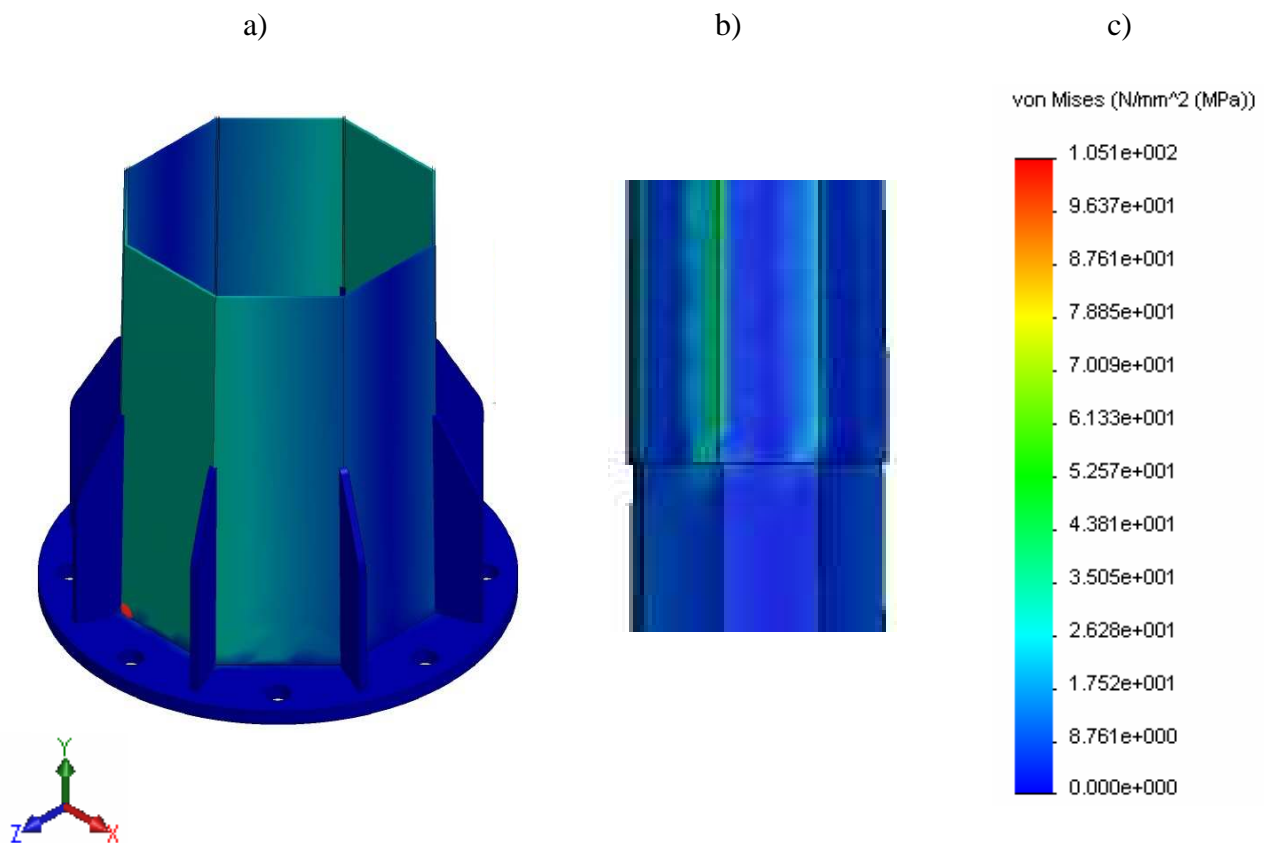 a) b) c)
von Mises (N/mm^2 (MPa))
1.051e+002
9.637e+001
8.761e+001
7.885e+001
7.009e+001
6.133e+001
5.257e+001
4.381e+001
3.505e+001
2.628e+001
1.752e+001
8.761e+000
0.000e+000
Y
Z X